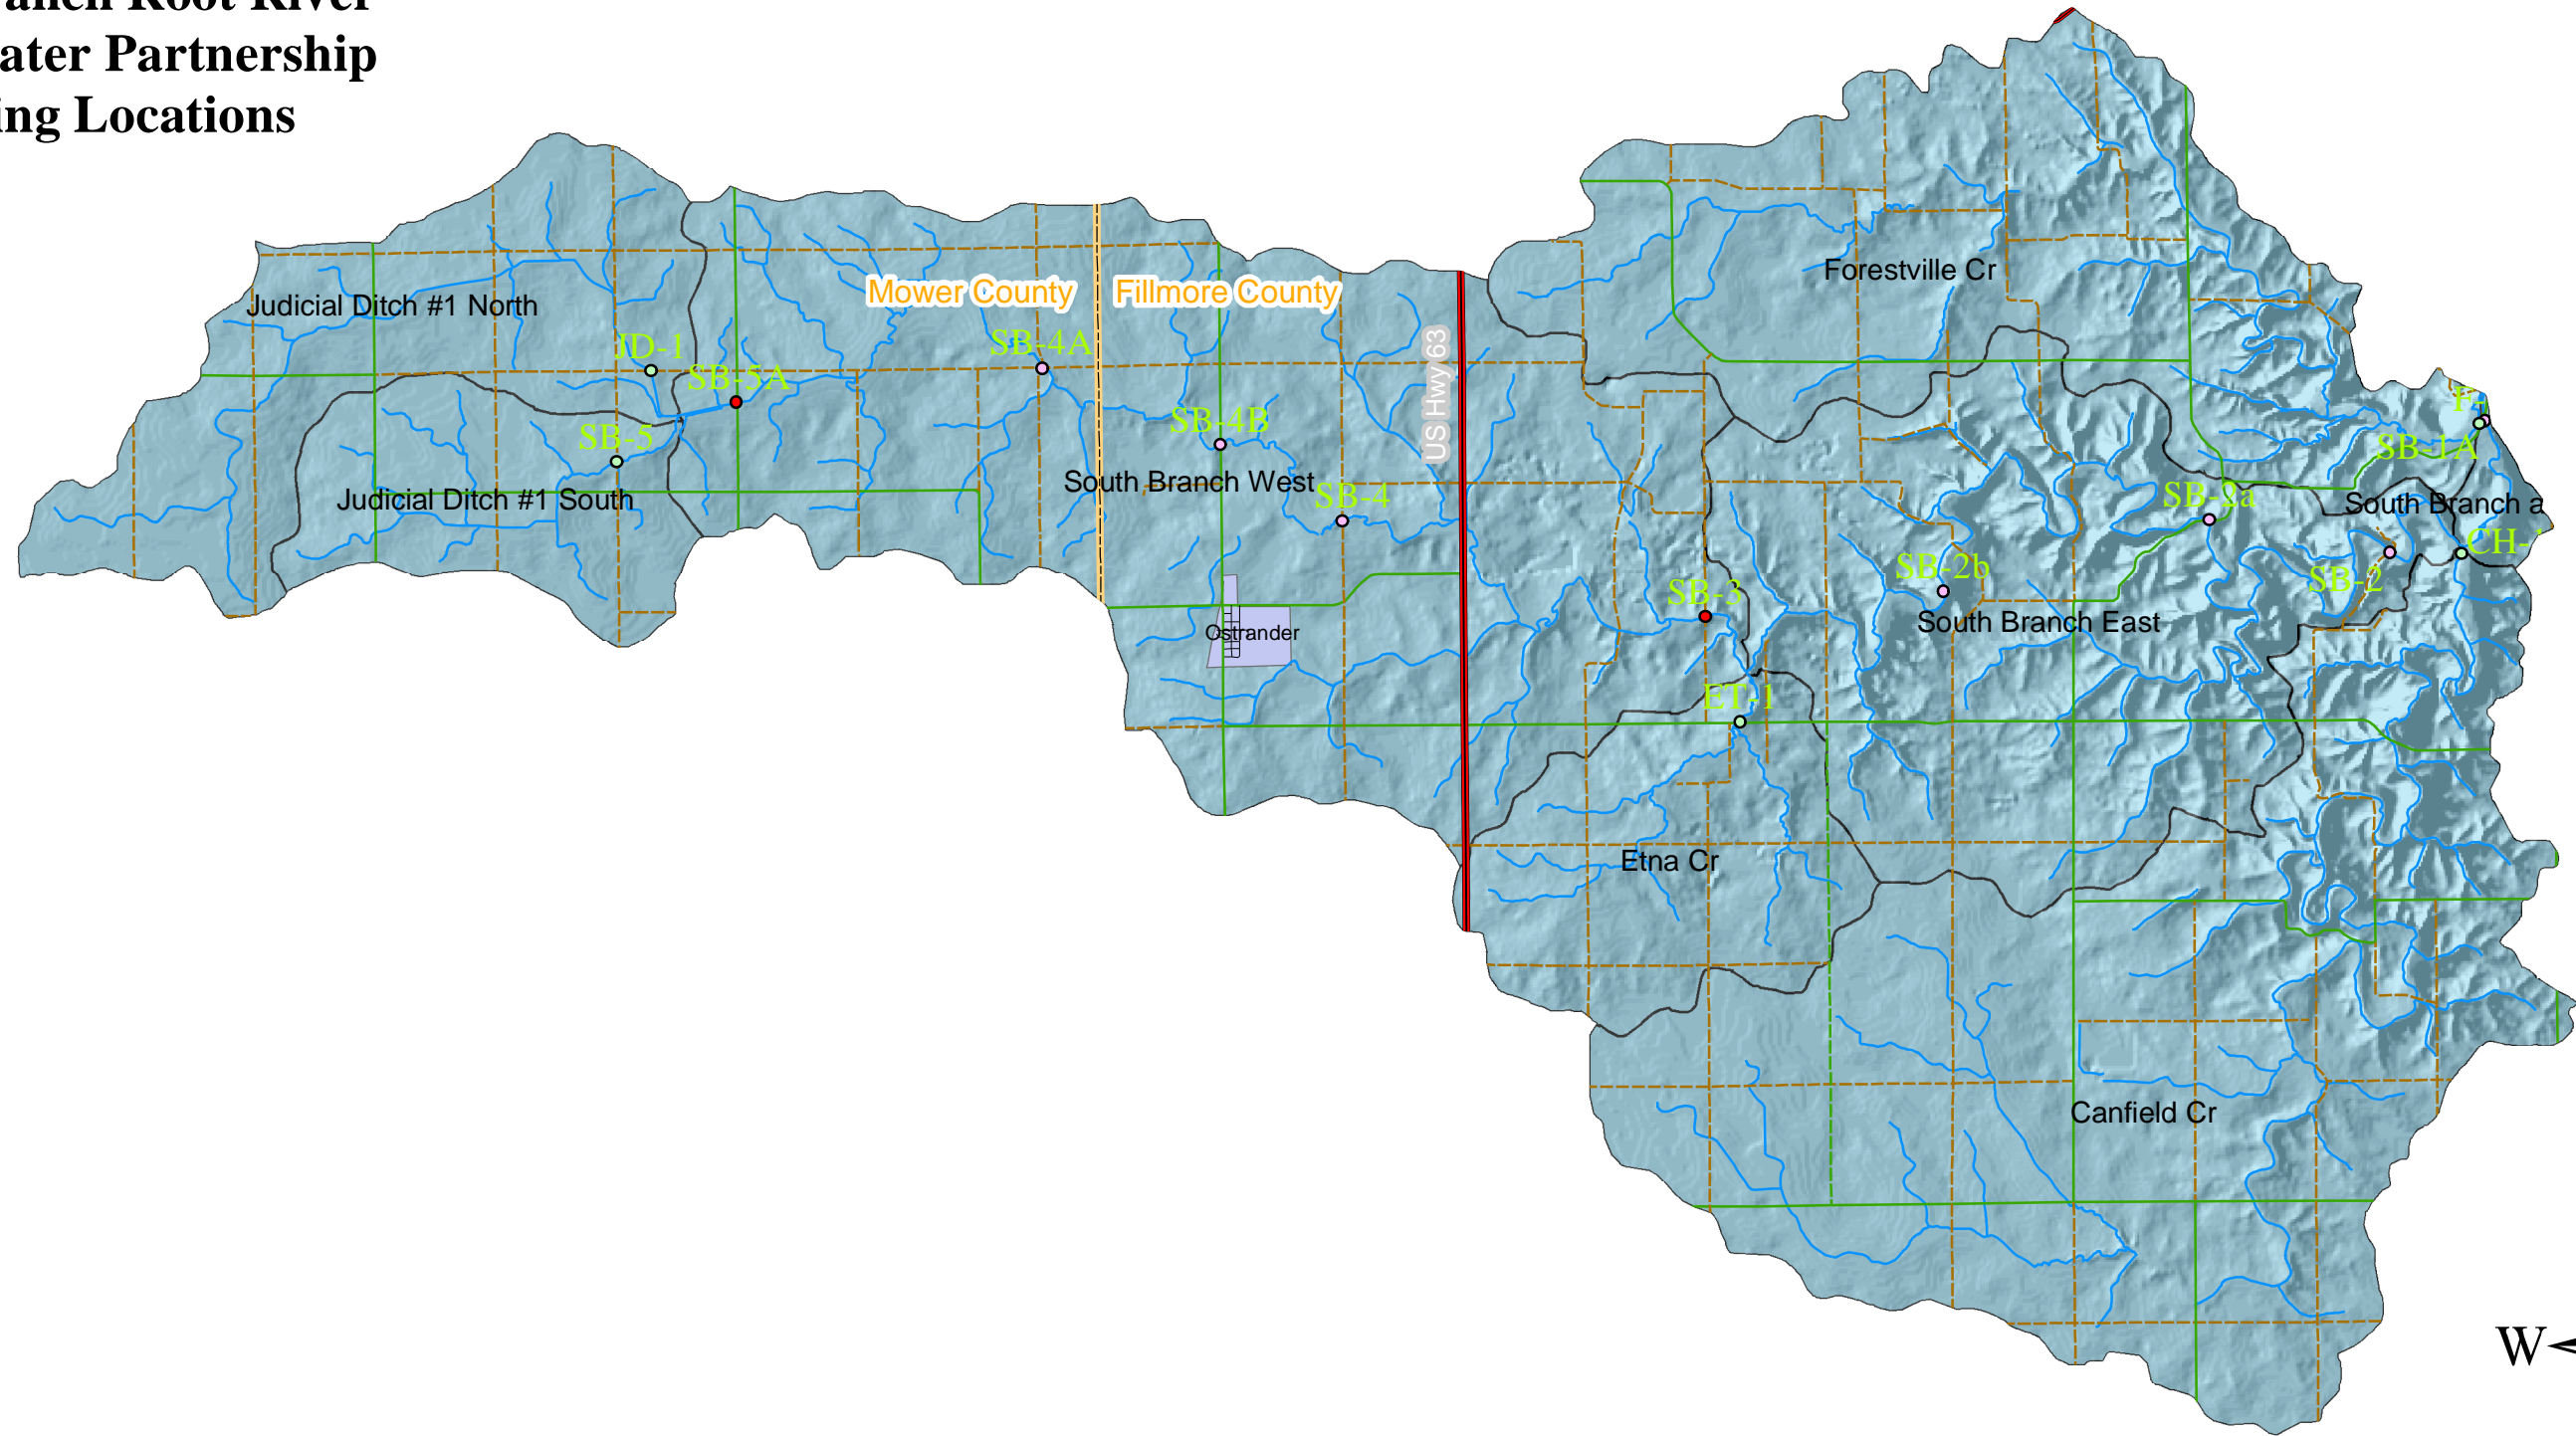 Root River
ater Partnership
ing Locations
Forestville Cr
Mower County
Fillmore County
Judicial Ditch #1 North
JD-1
SB-4A
SB-5A
US Hwy 63
F-
SB-4B
SB-5
SB-1A
South Branch West
Judicial Ditch #1 South
SB-4
SB-2a
South Branch a
CH-
SB-2b
SB-2
SB-3
South Branch East
Ostrander
ET-1
Etna Cr
Canfield Cr
W